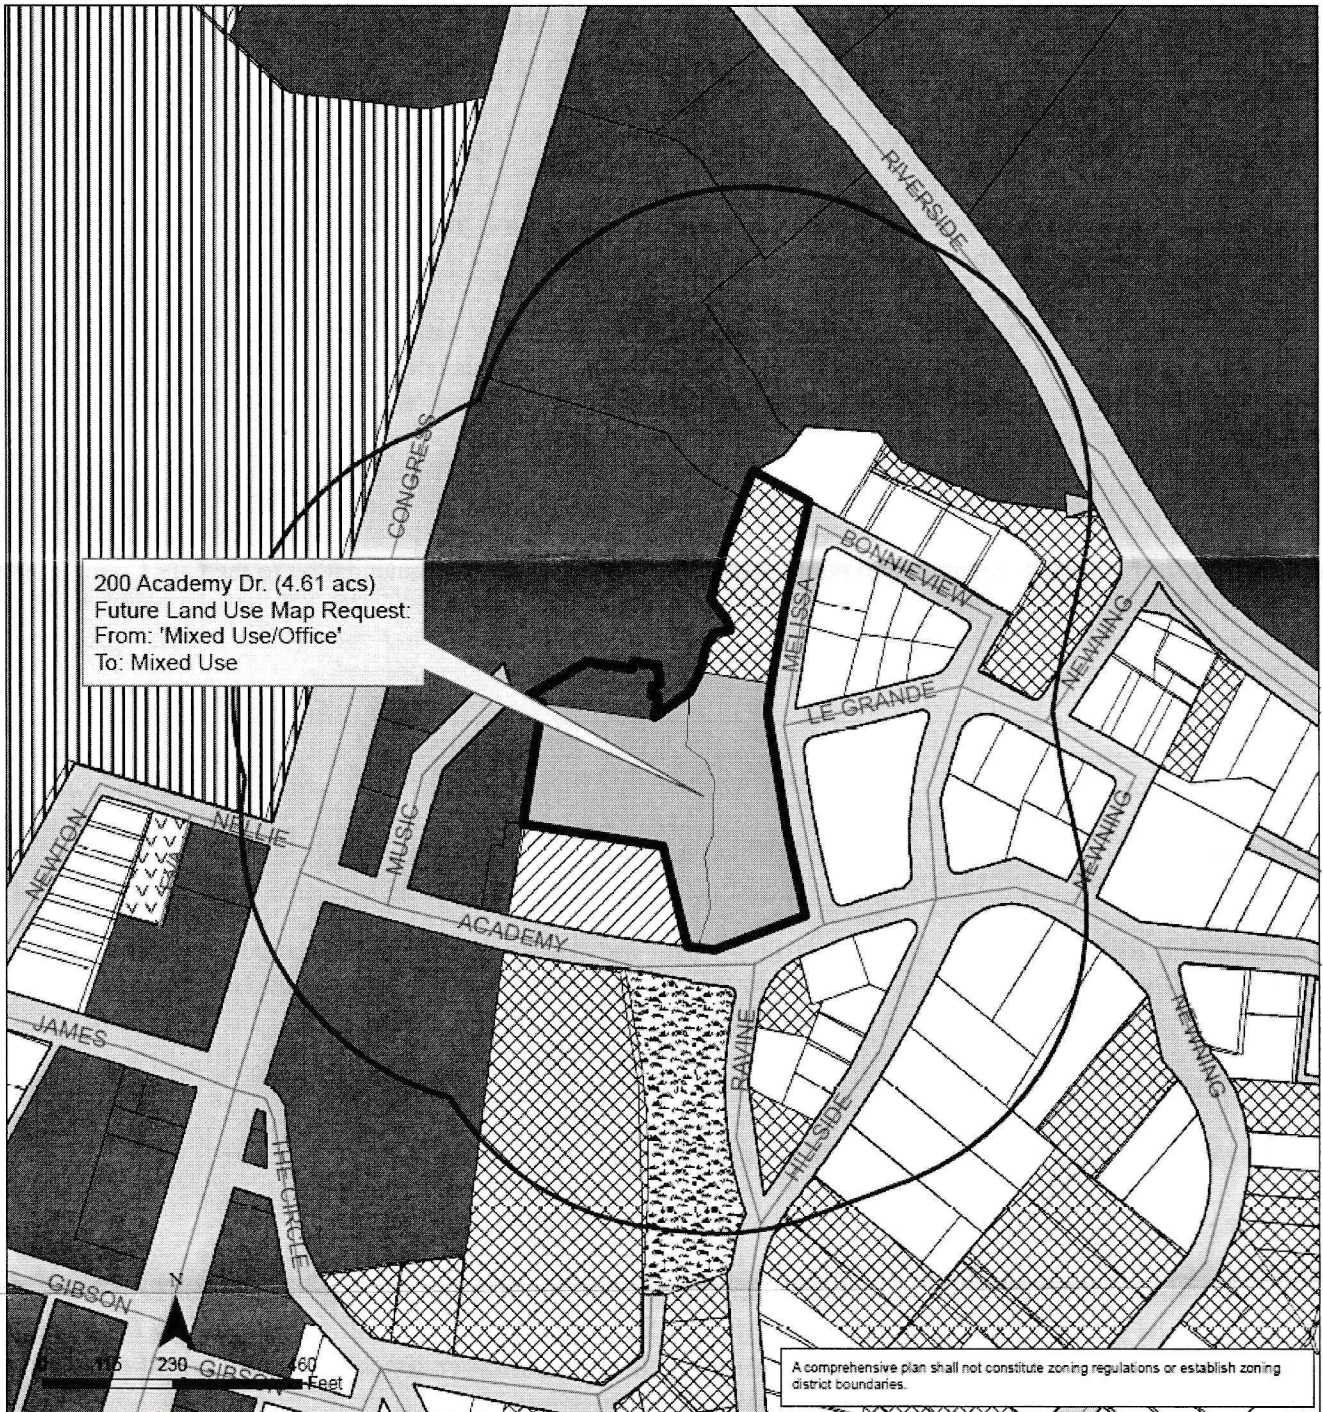 RIVERSIDE
CONGRESS
200 Academy Dr. (4.61 acs)
Future Land Use Map Request:
From: 'Mixed Use/Office'
To: Mixed Use
BONNIEVIEW
MELISSA
NEWNING
LE GRANDE
MUSIC
NELLIE
NEWTON
NEWNING
ACADEMY
JAMES
RAVINE
NEWNING
HILLSIDE
THE CIRCLE
GIBSON
N
115 230 460
Feet
GIBSON
A comprehensive plan shall not constitute zoning regulations or establish zoning
district boundaries.